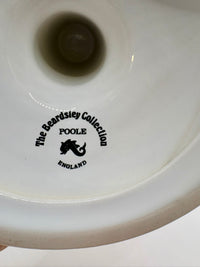 The Beardsley Collection
POOLE
ENGLAND